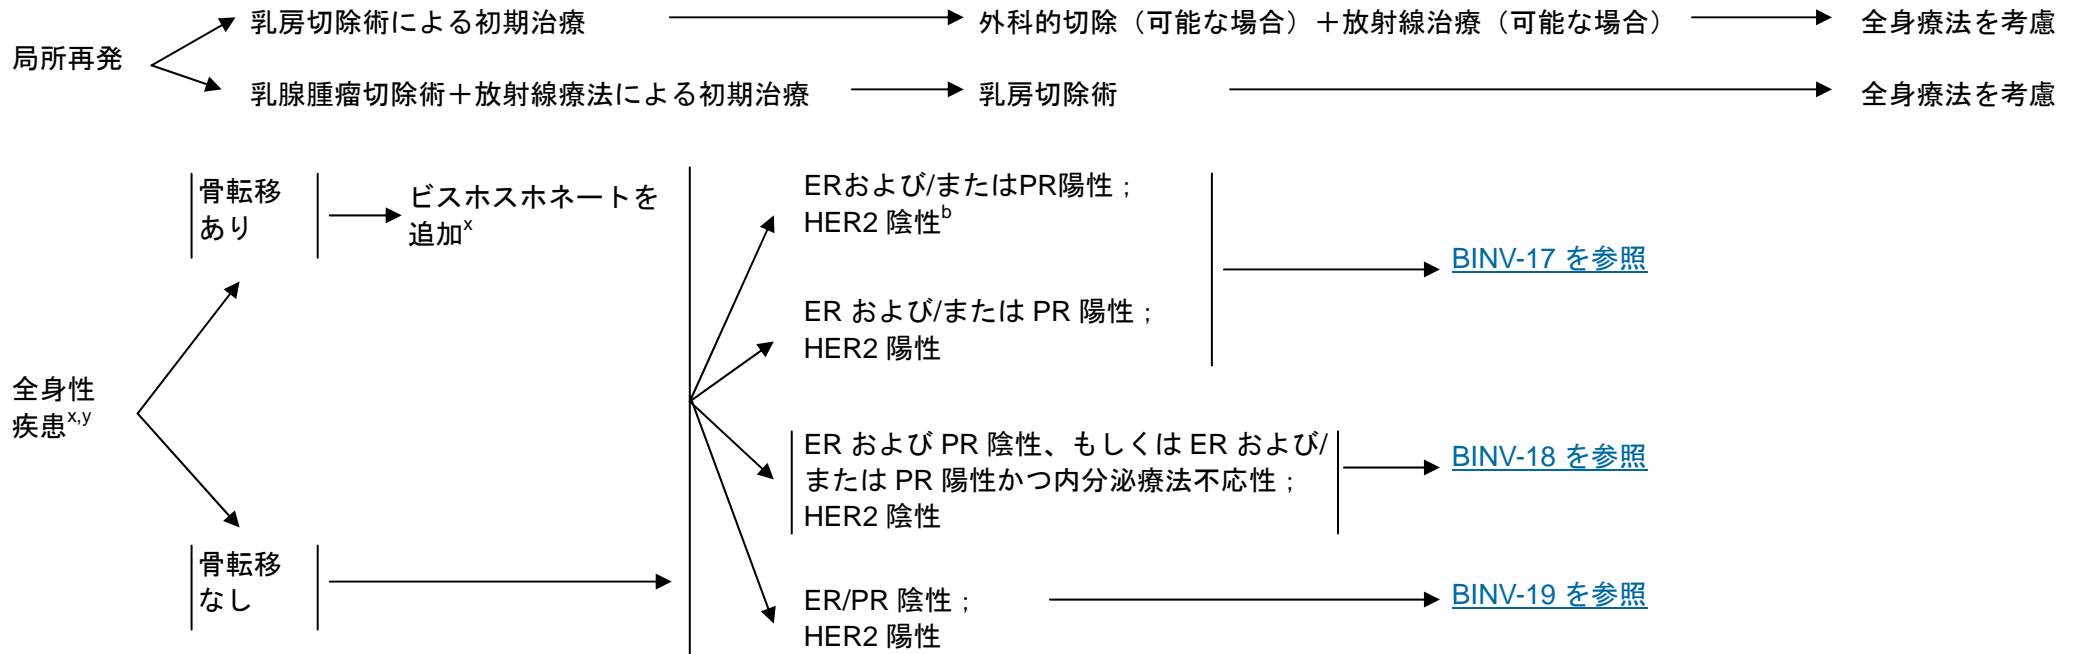 乳房切除術による初期治療
外科的切除（可能な場合）＋放射線治療（可能な場合）
全身療法を考慮
局所再発
乳腺腫瘤切除術＋放射線療法による初期治療
乳房切除術
全身療法を考慮
骨転移
あり
ビスホスホネートを
追加x
ERおよび/またはPR陽性；
HER2 陰性b
BINV-17 を参照
ER および/または PR 陽性；
HER2 陽性
全身性
疾患x,y
ER および PR 陰性、もしくは ER および/
または PR 陽性かつ内分泌療法不応性；
HER2 陰性
BINV-18 を参照
骨転移
なし
ER/PR 陰性；
HER2 陽性
BINV-19 を参照